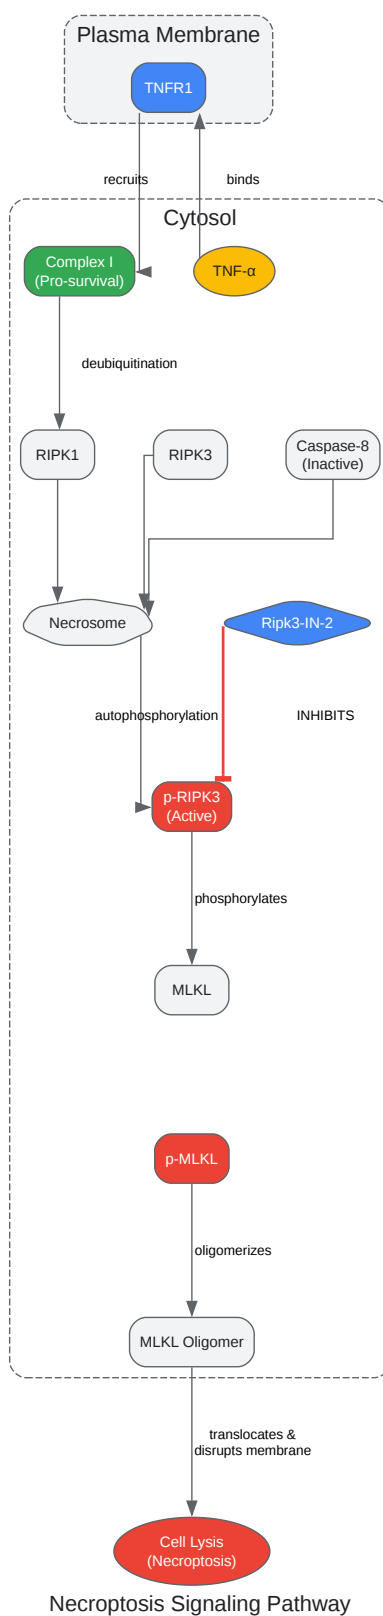 Plasma Membrane
TNFR1
recruits
binds
Cytosol
Complex I
(Pro-survival)
TNF-α
deubiquitination
RIPK1
RIPK3
Caspase-8
(Inactive)
Necrosome
Ripk3-IN-2
autophosphorylation
INHIBITS
p-RIPK3
(Active)
phosphorylates
MLKL
p-MLKL
oligomerizes
MLKL Oligomer
translocates &
disrupts membrane
Cell Lysis
(Necroptosis)
Necroptosis Signaling Pathway